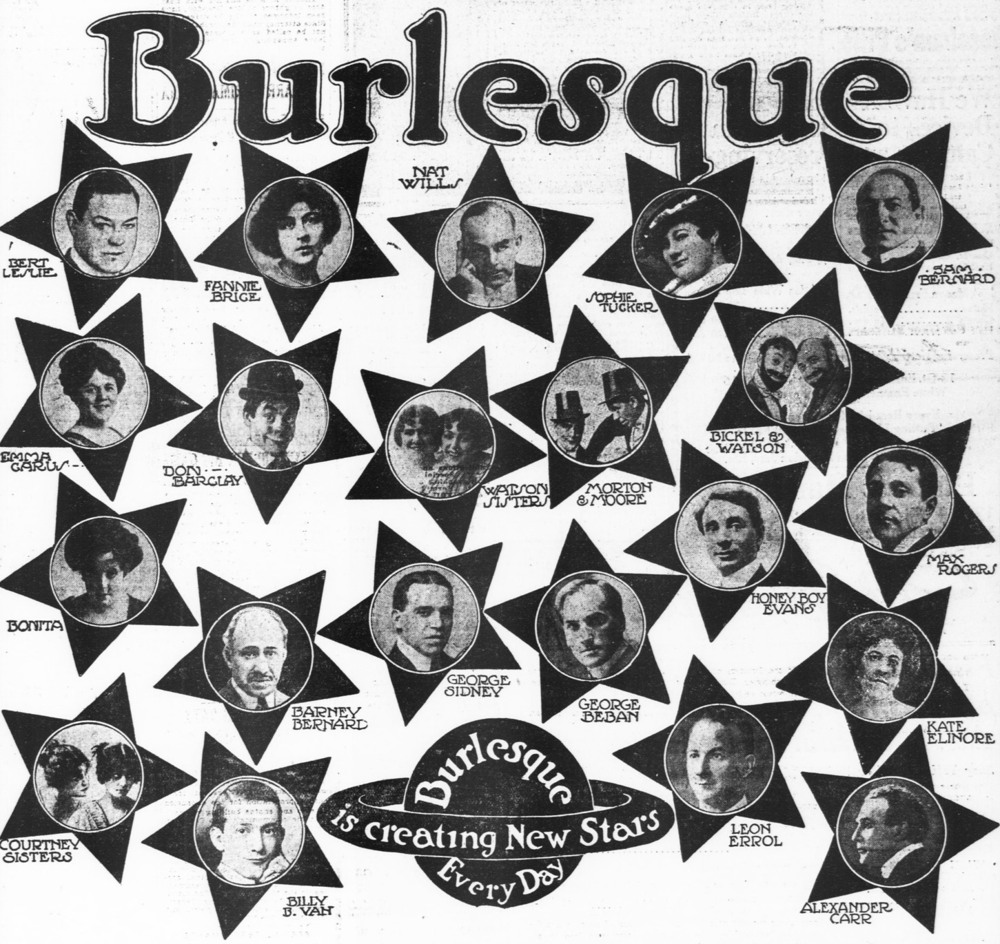 Burlesque
NAT
WILLS
BERT
LESLIE
FANNIE
BRICE
SOPHIE
TUCKER
SAM
BERNARD
EMMA
CARUS
DON
BARCLAY
WATSON
SISTERS
MORTON
& MOORE
BICKEL &
WATSON
MAX
ROGERS
BONITA
BARNEY
BERNARD
GEORGE
SIDNEY
GEORGE
BEBAN
HONEY BOY
EVANS
KATE
ELINORE
COURTNEY
SISTERS
BILLY
B. VAN
Burlesque
is creating New Stars
Every Day
LEON
ERROL
ALEXANDER
CARR